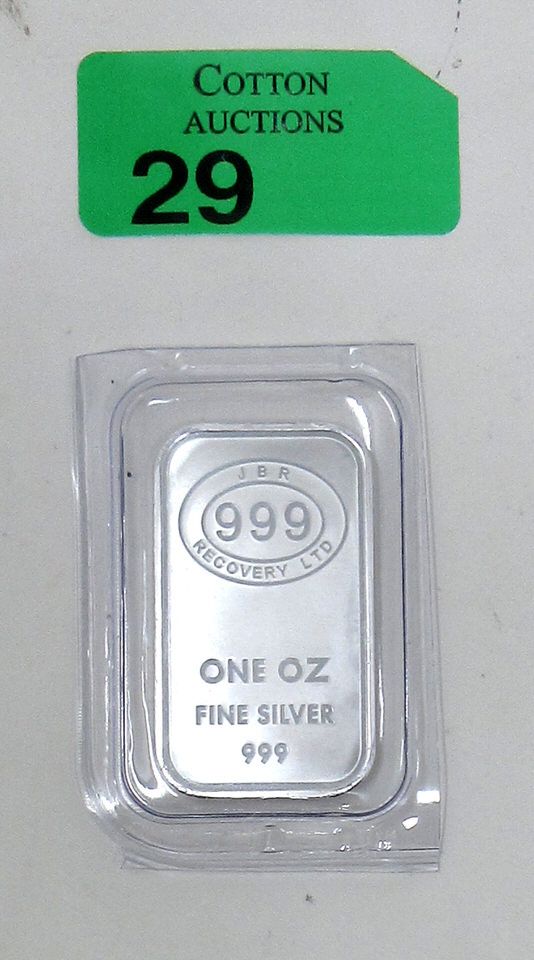 COTTON
AUCTIONS
29
JBR
999
RECOVERY LTD
ONE OZ
FINE SILVER
999